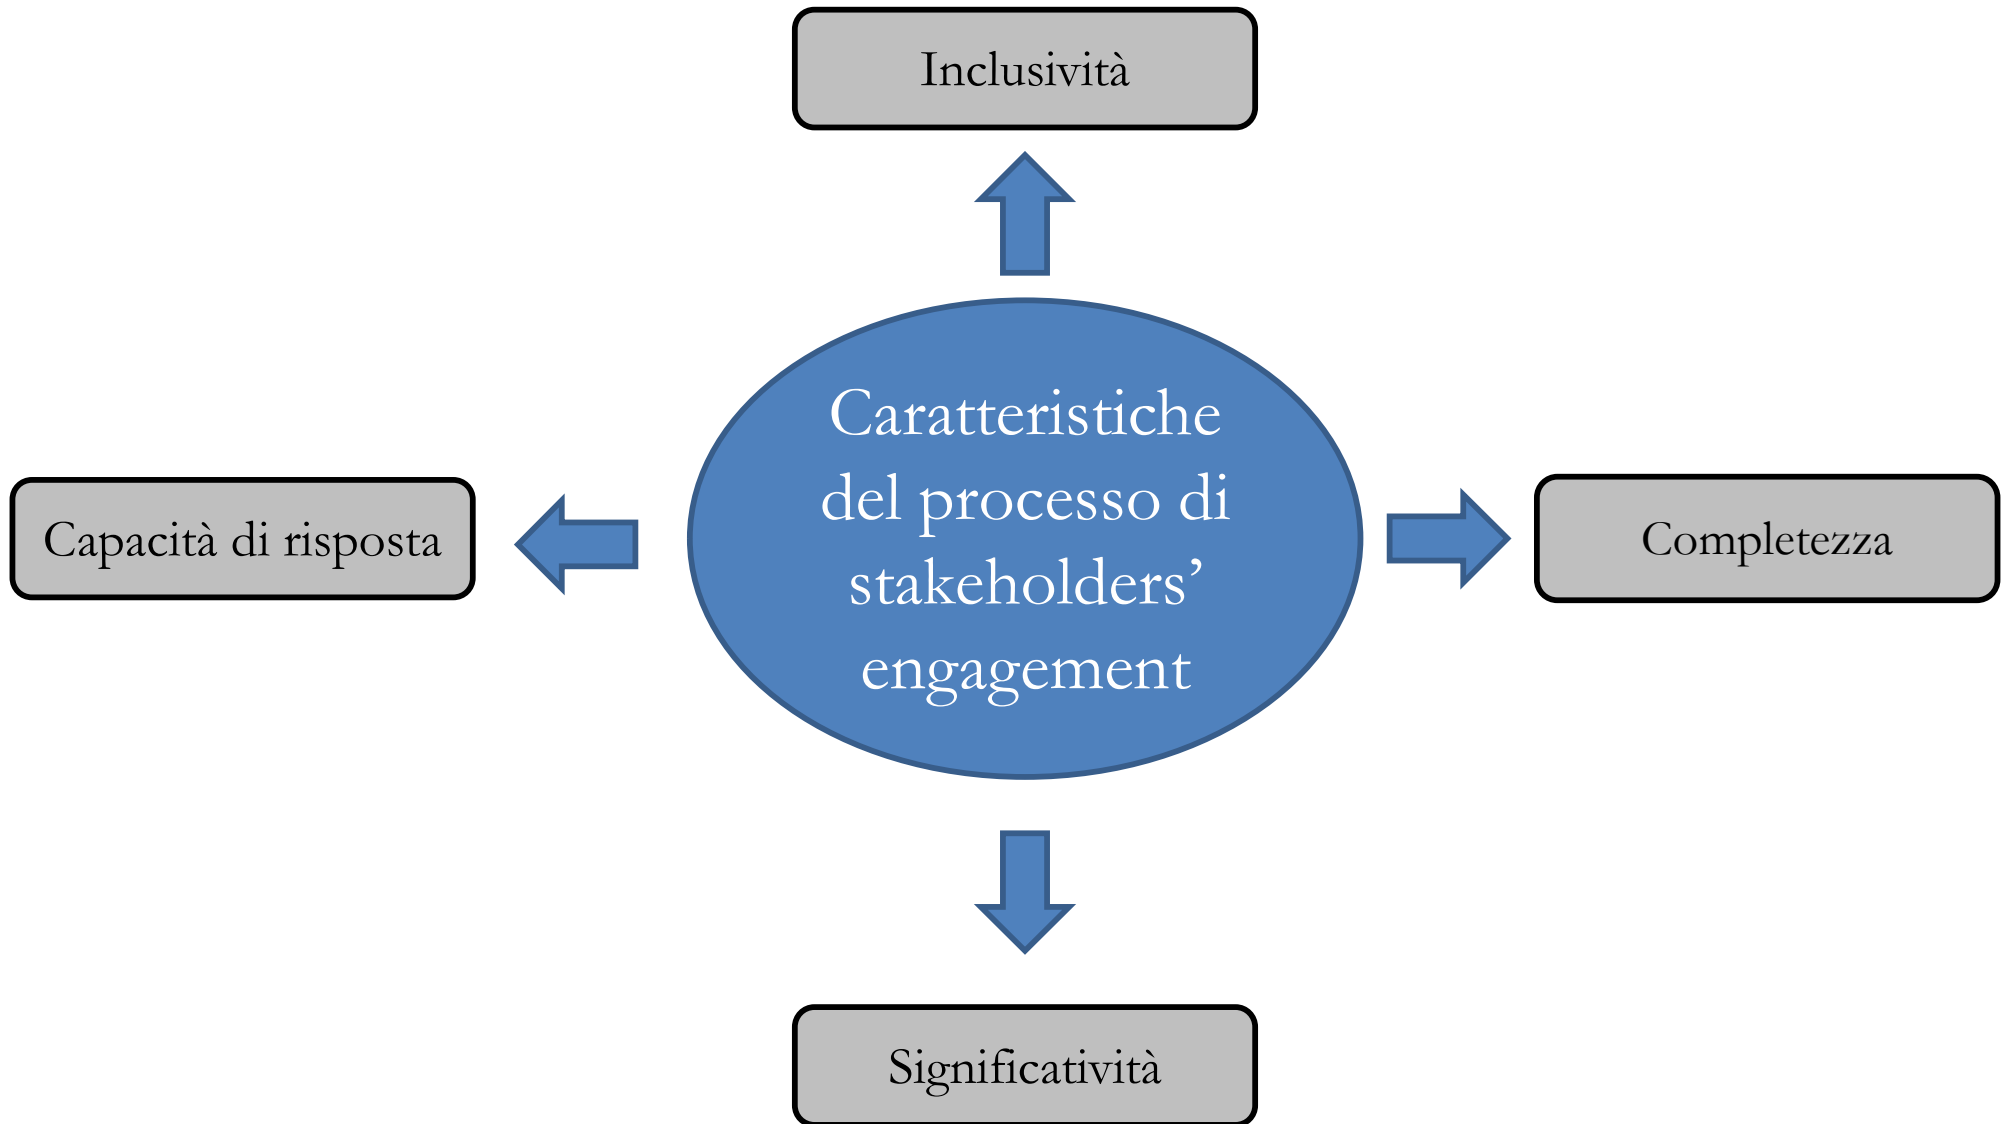 Inclusività
Caratteristiche
del processo di
stakeholders’
engagement
Capacità di risposta
Completezza
Significatività